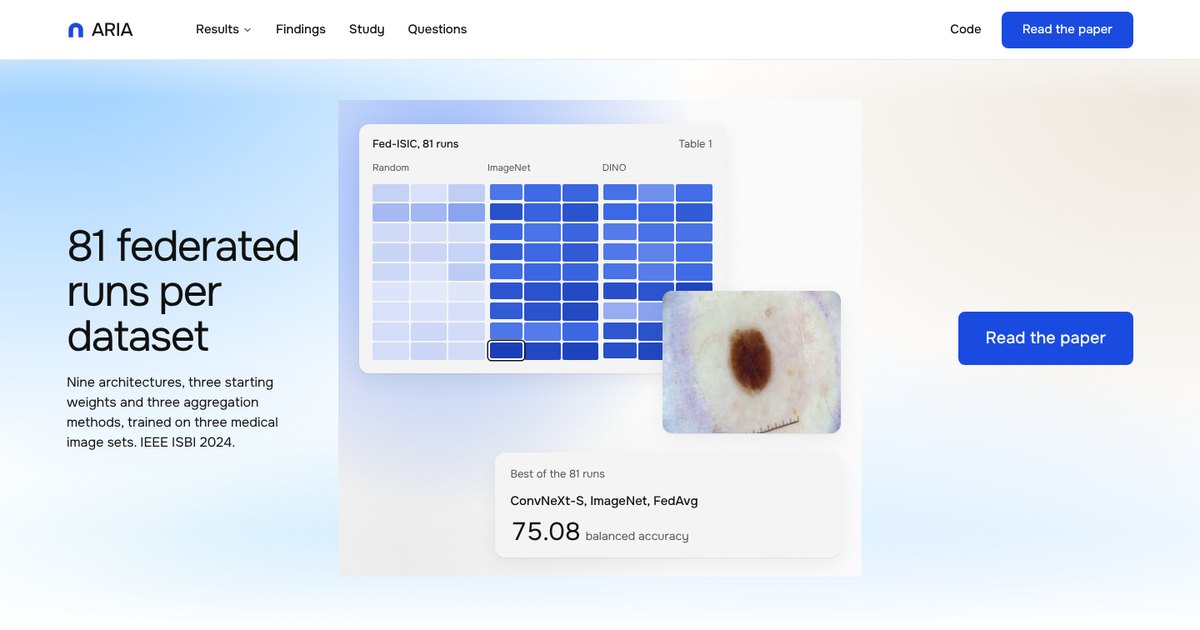 ARIA
Results
Findings
Study
Questions
Code
Read the paper
81 federated
runs per
dataset
Nine architectures, three starting
weights and three aggregation
methods, trained on three medical
image sets. IEEE ISBI 2024.
Fed-ISIC, 81 runs
Table 1
Random
ImageNet
DINO
Best of the 81 runs
ConvNeXt-S, ImageNet, FedAvg
75.08 balanced accuracy
Read the paper